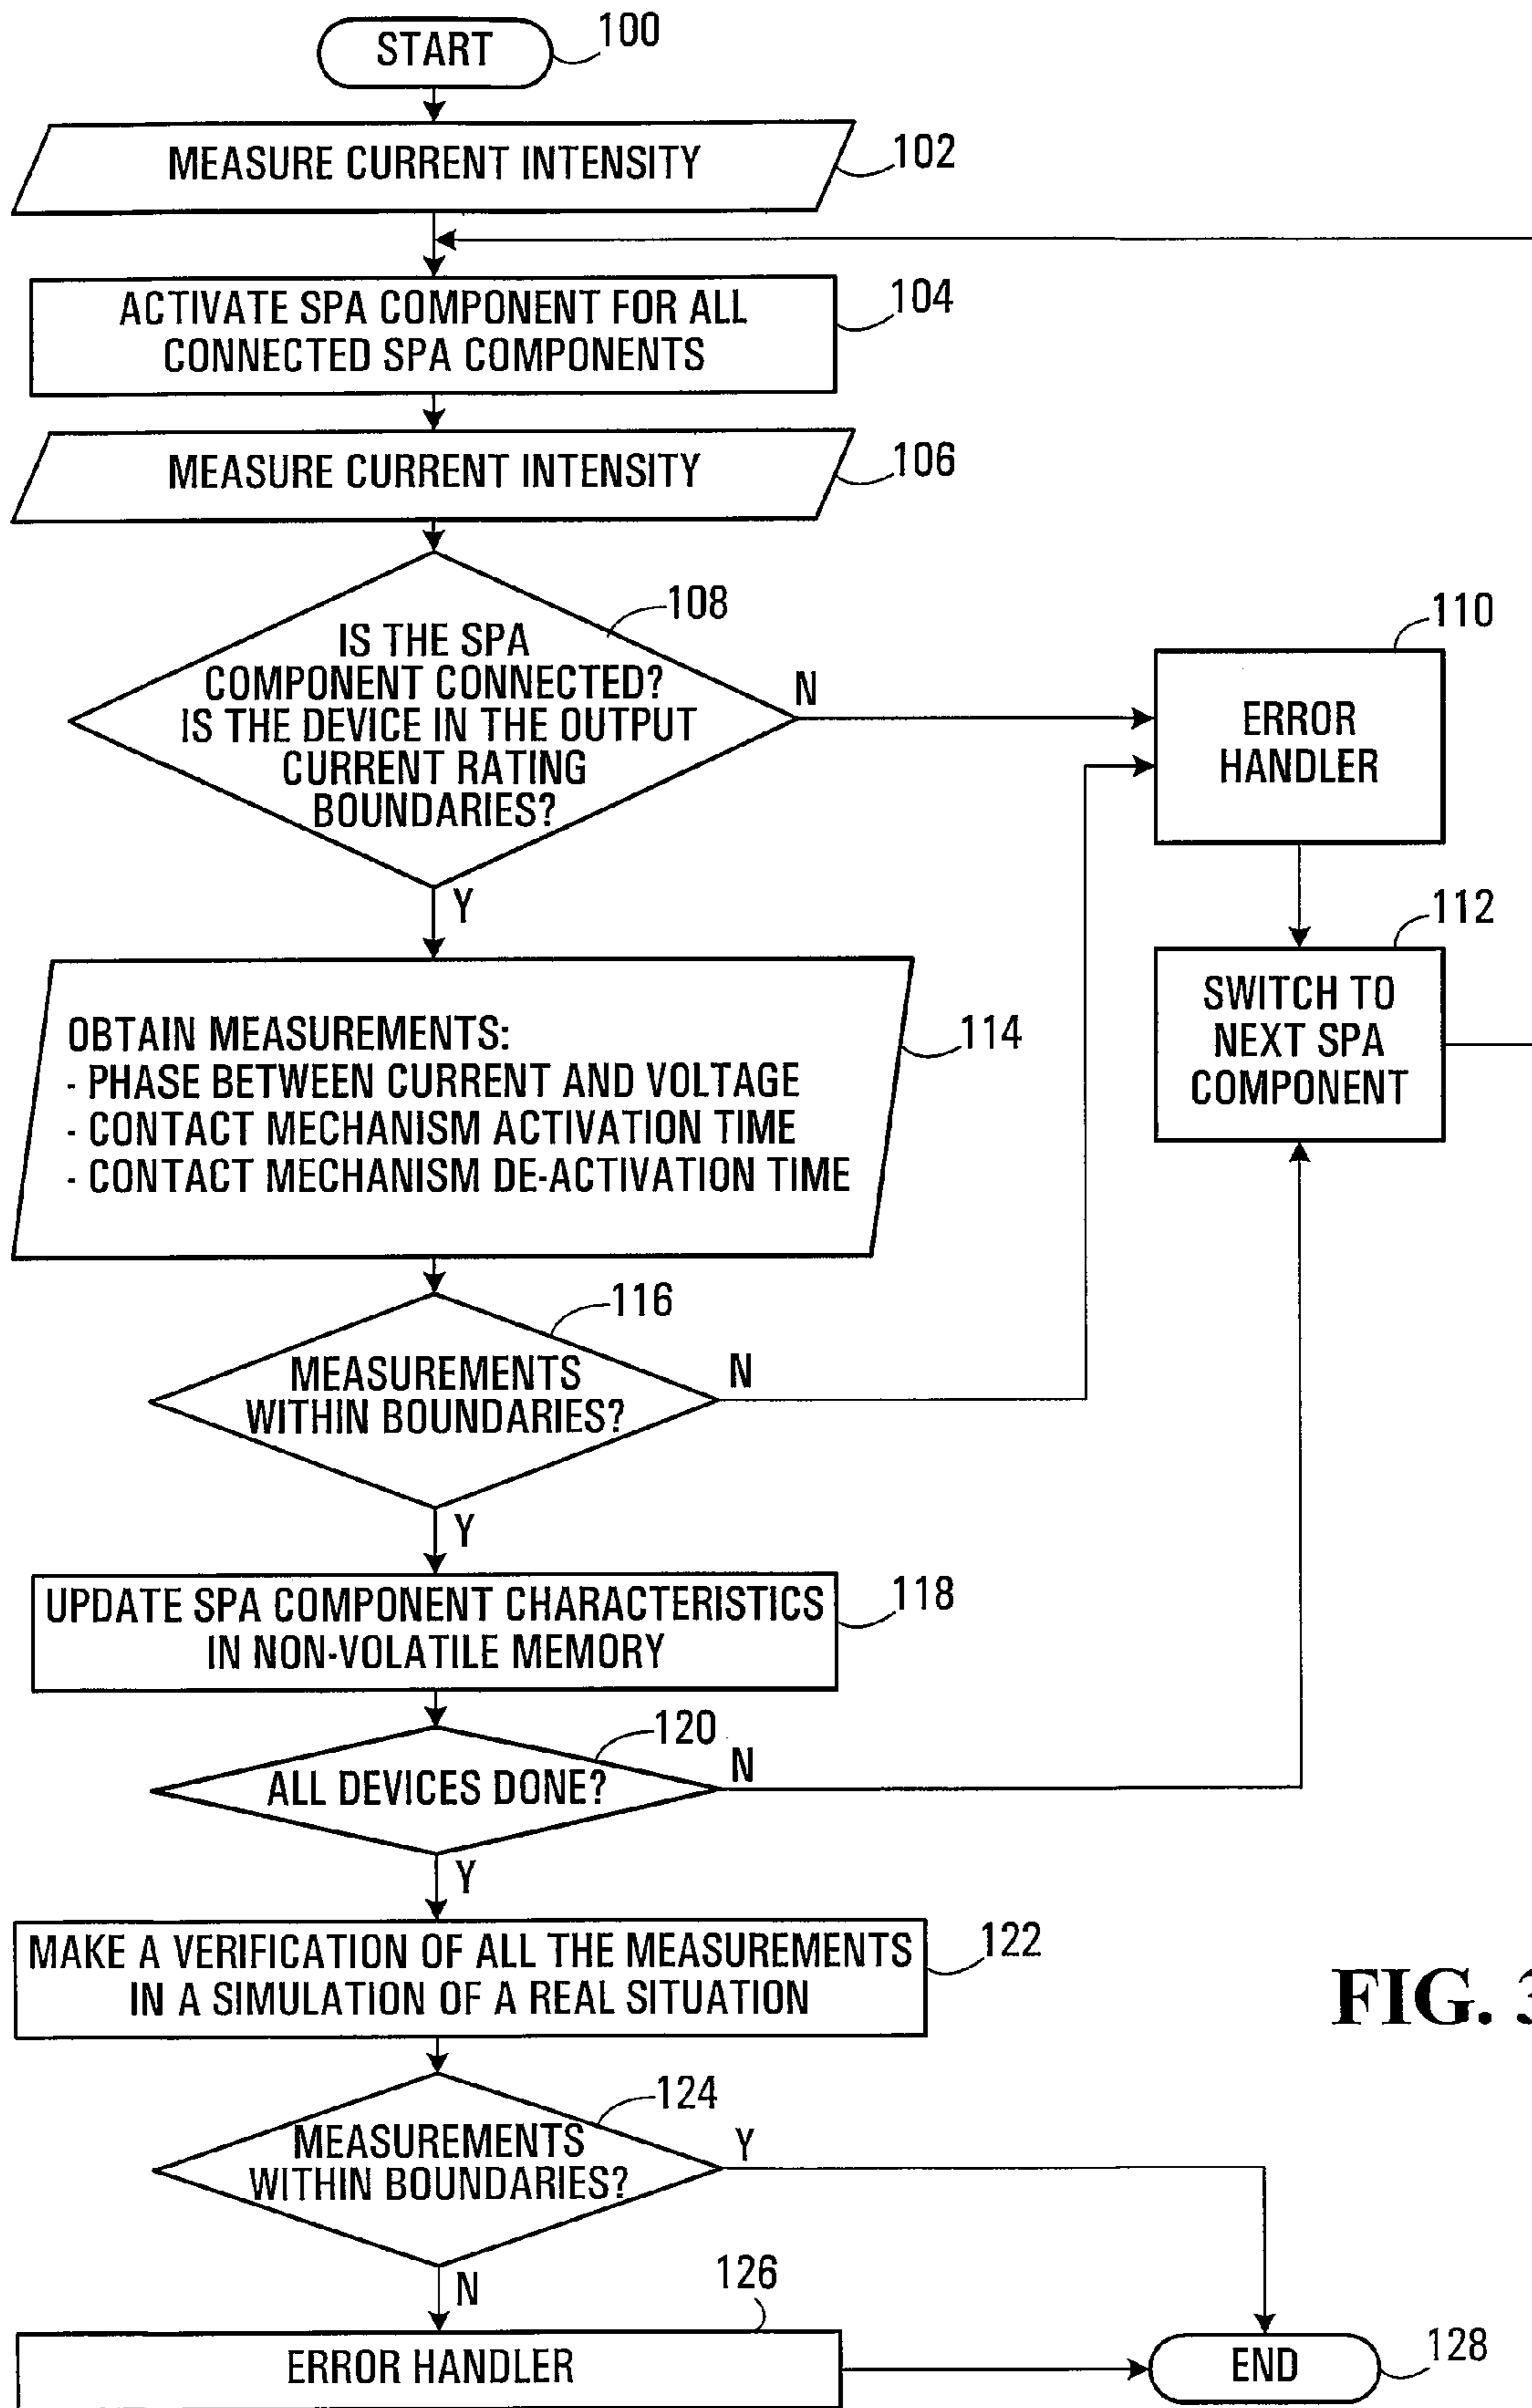 START
100
MEASURE CURRENT INTENSITY
102
ACTIVATE SPA COMPONENT FOR ALL
CONNECTED SPA COMPONENTS
104
MEASURE CURRENT INTENSITY
106
IS THE SPA
COMPONENT CONNECTED?
IS THE DEVICE IN THE OUTPUT
CURRENT RATING
BOUNDARIES?
108
N
Y
ERROR
HANDLER
110
SWITCH TO
NEXT SPA
COMPONENT
112
OBTAIN MEASUREMENTS:
- PHASE BETWEEN CURRENT AND VOLTAGE
- CONTACT MECHANISM ACTIVATION TIME
- CONTACT MECHANISM DE-ACTIVATION TIME
114
MEASUREMENTS
WITHIN BOUNDARIES?
116
N
Y
UPDATE SPA COMPONENT CHARACTERISTICS
IN NON-VOLATILE MEMORY
118
ALL DEVICES DONE?
120
N
Y
MAKE A VERIFICATION OF ALL THE MEASUREMENTS
IN A SIMULATION OF A REAL SITUATION
122
FIG. 3
MEASUREMENTS
WITHIN BOUNDARIES?
124
Y
N
ERROR HANDLER
126
END
128